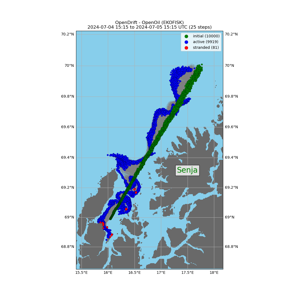 OpenDrift - OpenOil (EKOFISK)
2024-07-04 15:15 to 2024-07-05 15:15 UTC (25 steps)
initial (10000)
active (9919)
stranded (81)
70.2°N 70.2°N
70°N 70°N
69.8°N 69.8°N
69.6°N 69.6°N
69.4°N 69.4°N
Senja
69.2°N 69.2°N
69°N 69°N
68.8°N 68.8°N
15.5°E 16°E 16.5°E 17°E 17.5°E 18°E